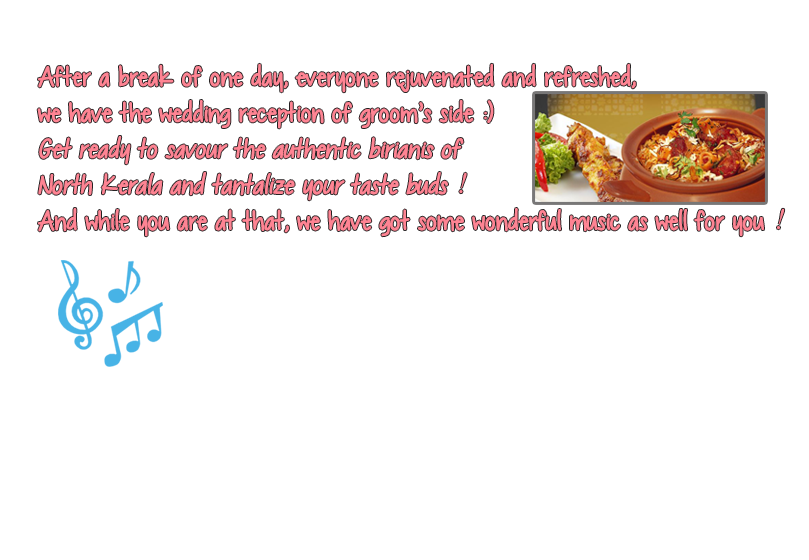 After a break of one day, everyone rejuvenated and refreshed,
we have the wedding reception of groom's side :)
Get ready to savour the authentic birianis of
North Kerala and tantalize your taste buds !
And while you are at that, we have got some wonderful music as well for you !